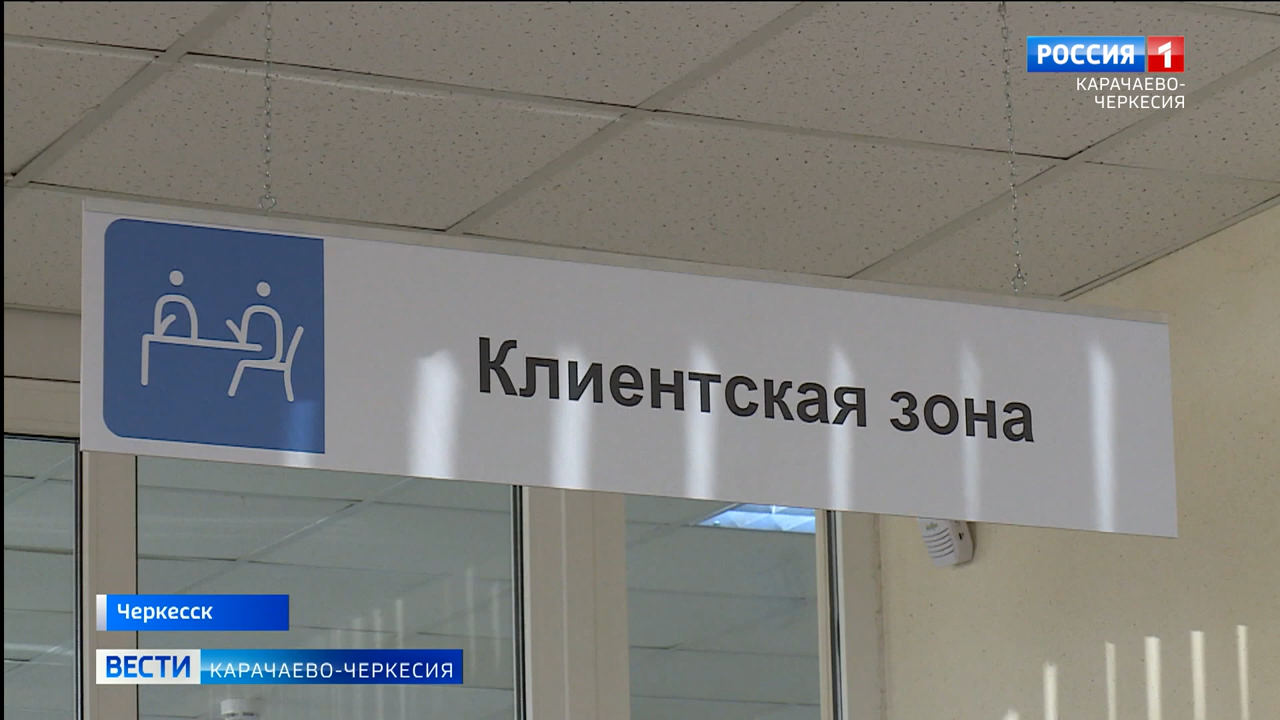 РОССИЯ 1
КАРАЧАЕВО-
ЧЕРКЕСИЯ
Клиентская зона
Черкесск
ВЕСТИ КАРАЧАЕВО-ЧЕРКЕСИЯ